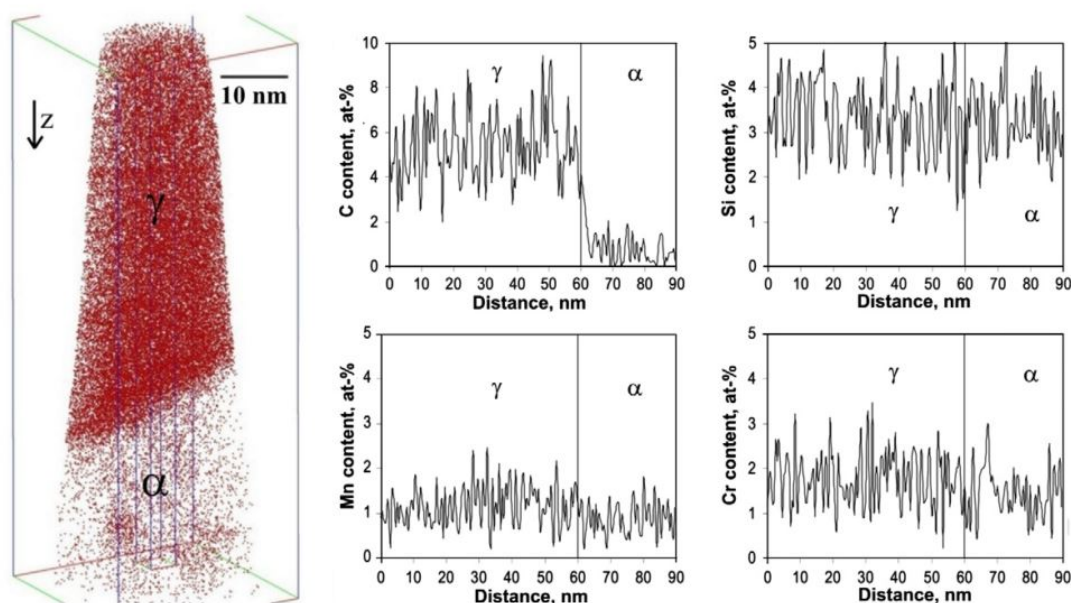 10 nm
z
γ
α
C content, at-%
10
8
6
4
2
0
γ
α
0 10 20 30 40 50 60 70 80 90
Distance, nm
Si content, at-%
5
4
3
2
1
0
γ
α
0 10 20 30 40 50 60 70 80 90
Distance, nm
Mn content, at-%
5
4
3
2
1
0
γ
α
0 10 20 30 40 50 60 70 80 90
Distance, nm
Cr content, at-%
5
4
3
2
1
0
γ
α
0 10 20 30 40 50 60 70 80 90
Distance, nm